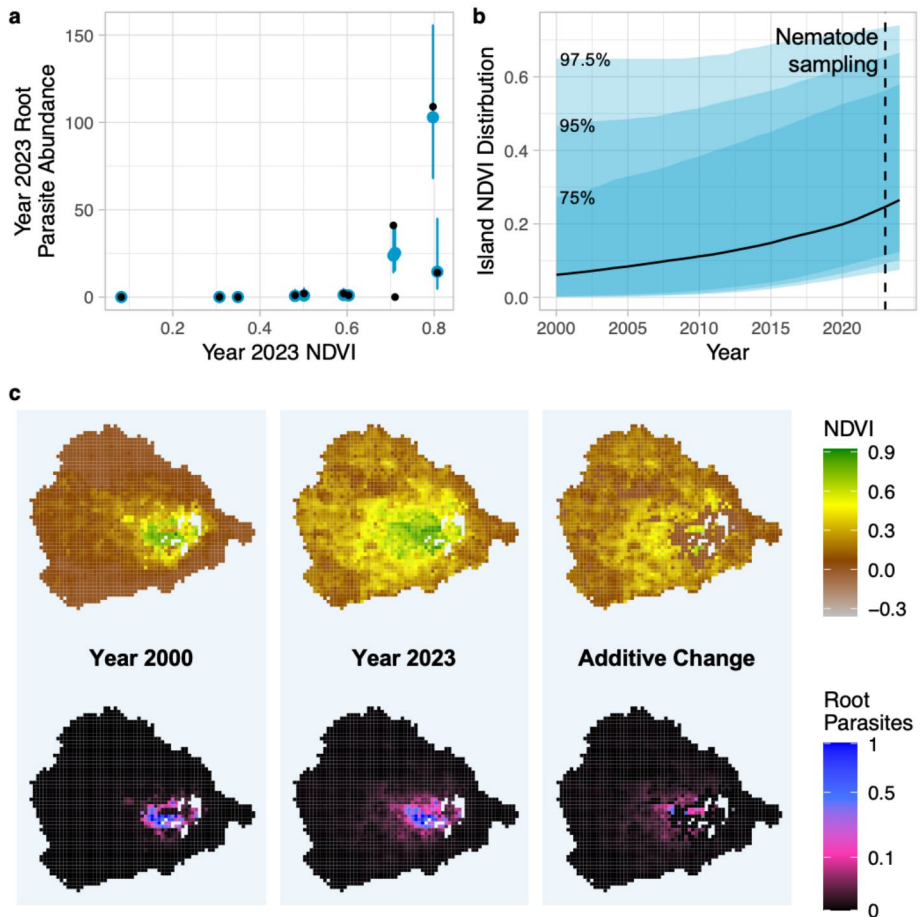 a
150
100
50
0
0.2
0.4
0.6
0.8
Year 2023 NDVI
Year 2023 Root
Parasite Abundance
b
0.6
0.4
0.2
0.0
2000
2005
2010
2015
2020
Year
Island NDVI Distirbution
97.5%
95%
75%
Nematode
sampling
c
Year 2000
Year 2023
Additive Change
NDVI
0.9
0.6
0.3
0.0
−0.3
Root
Parasites
1
0.5
0.1
0